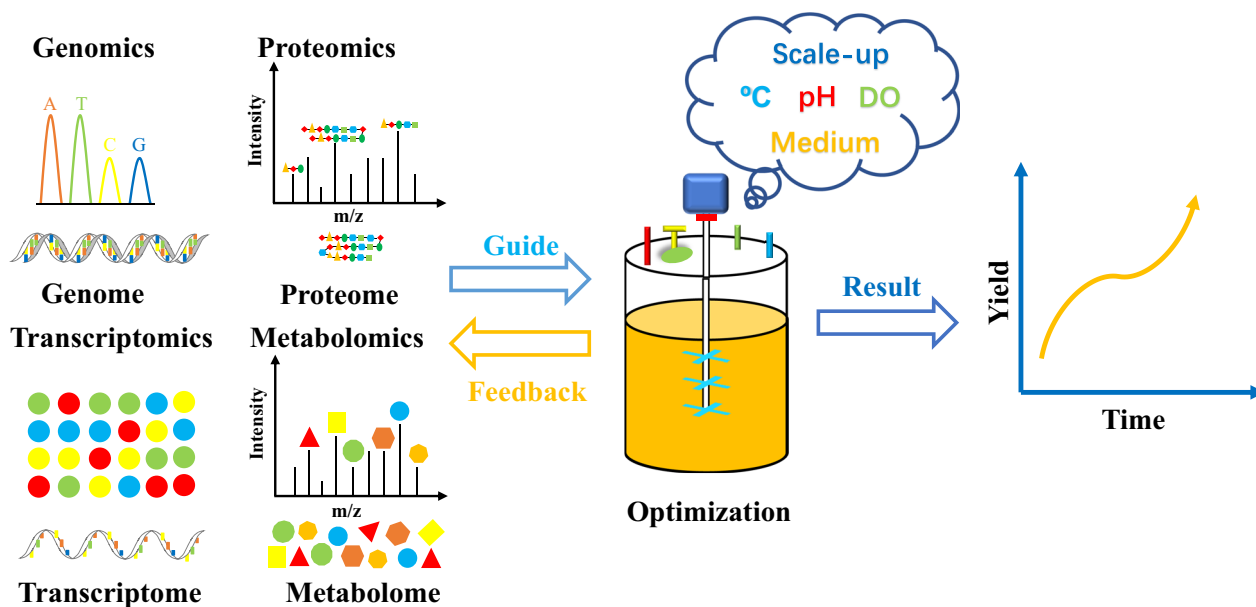 Genomics
A T C G
Genome
Proteomics
Intensity
m/z
Proteome
Transcriptomics
Transcriptome
Metabolomics
Intensity
m/z
Metabolome
Guide
Feedback
Scale-up
℃ pH DO
Medium
Optimization
Result
Yield
Time